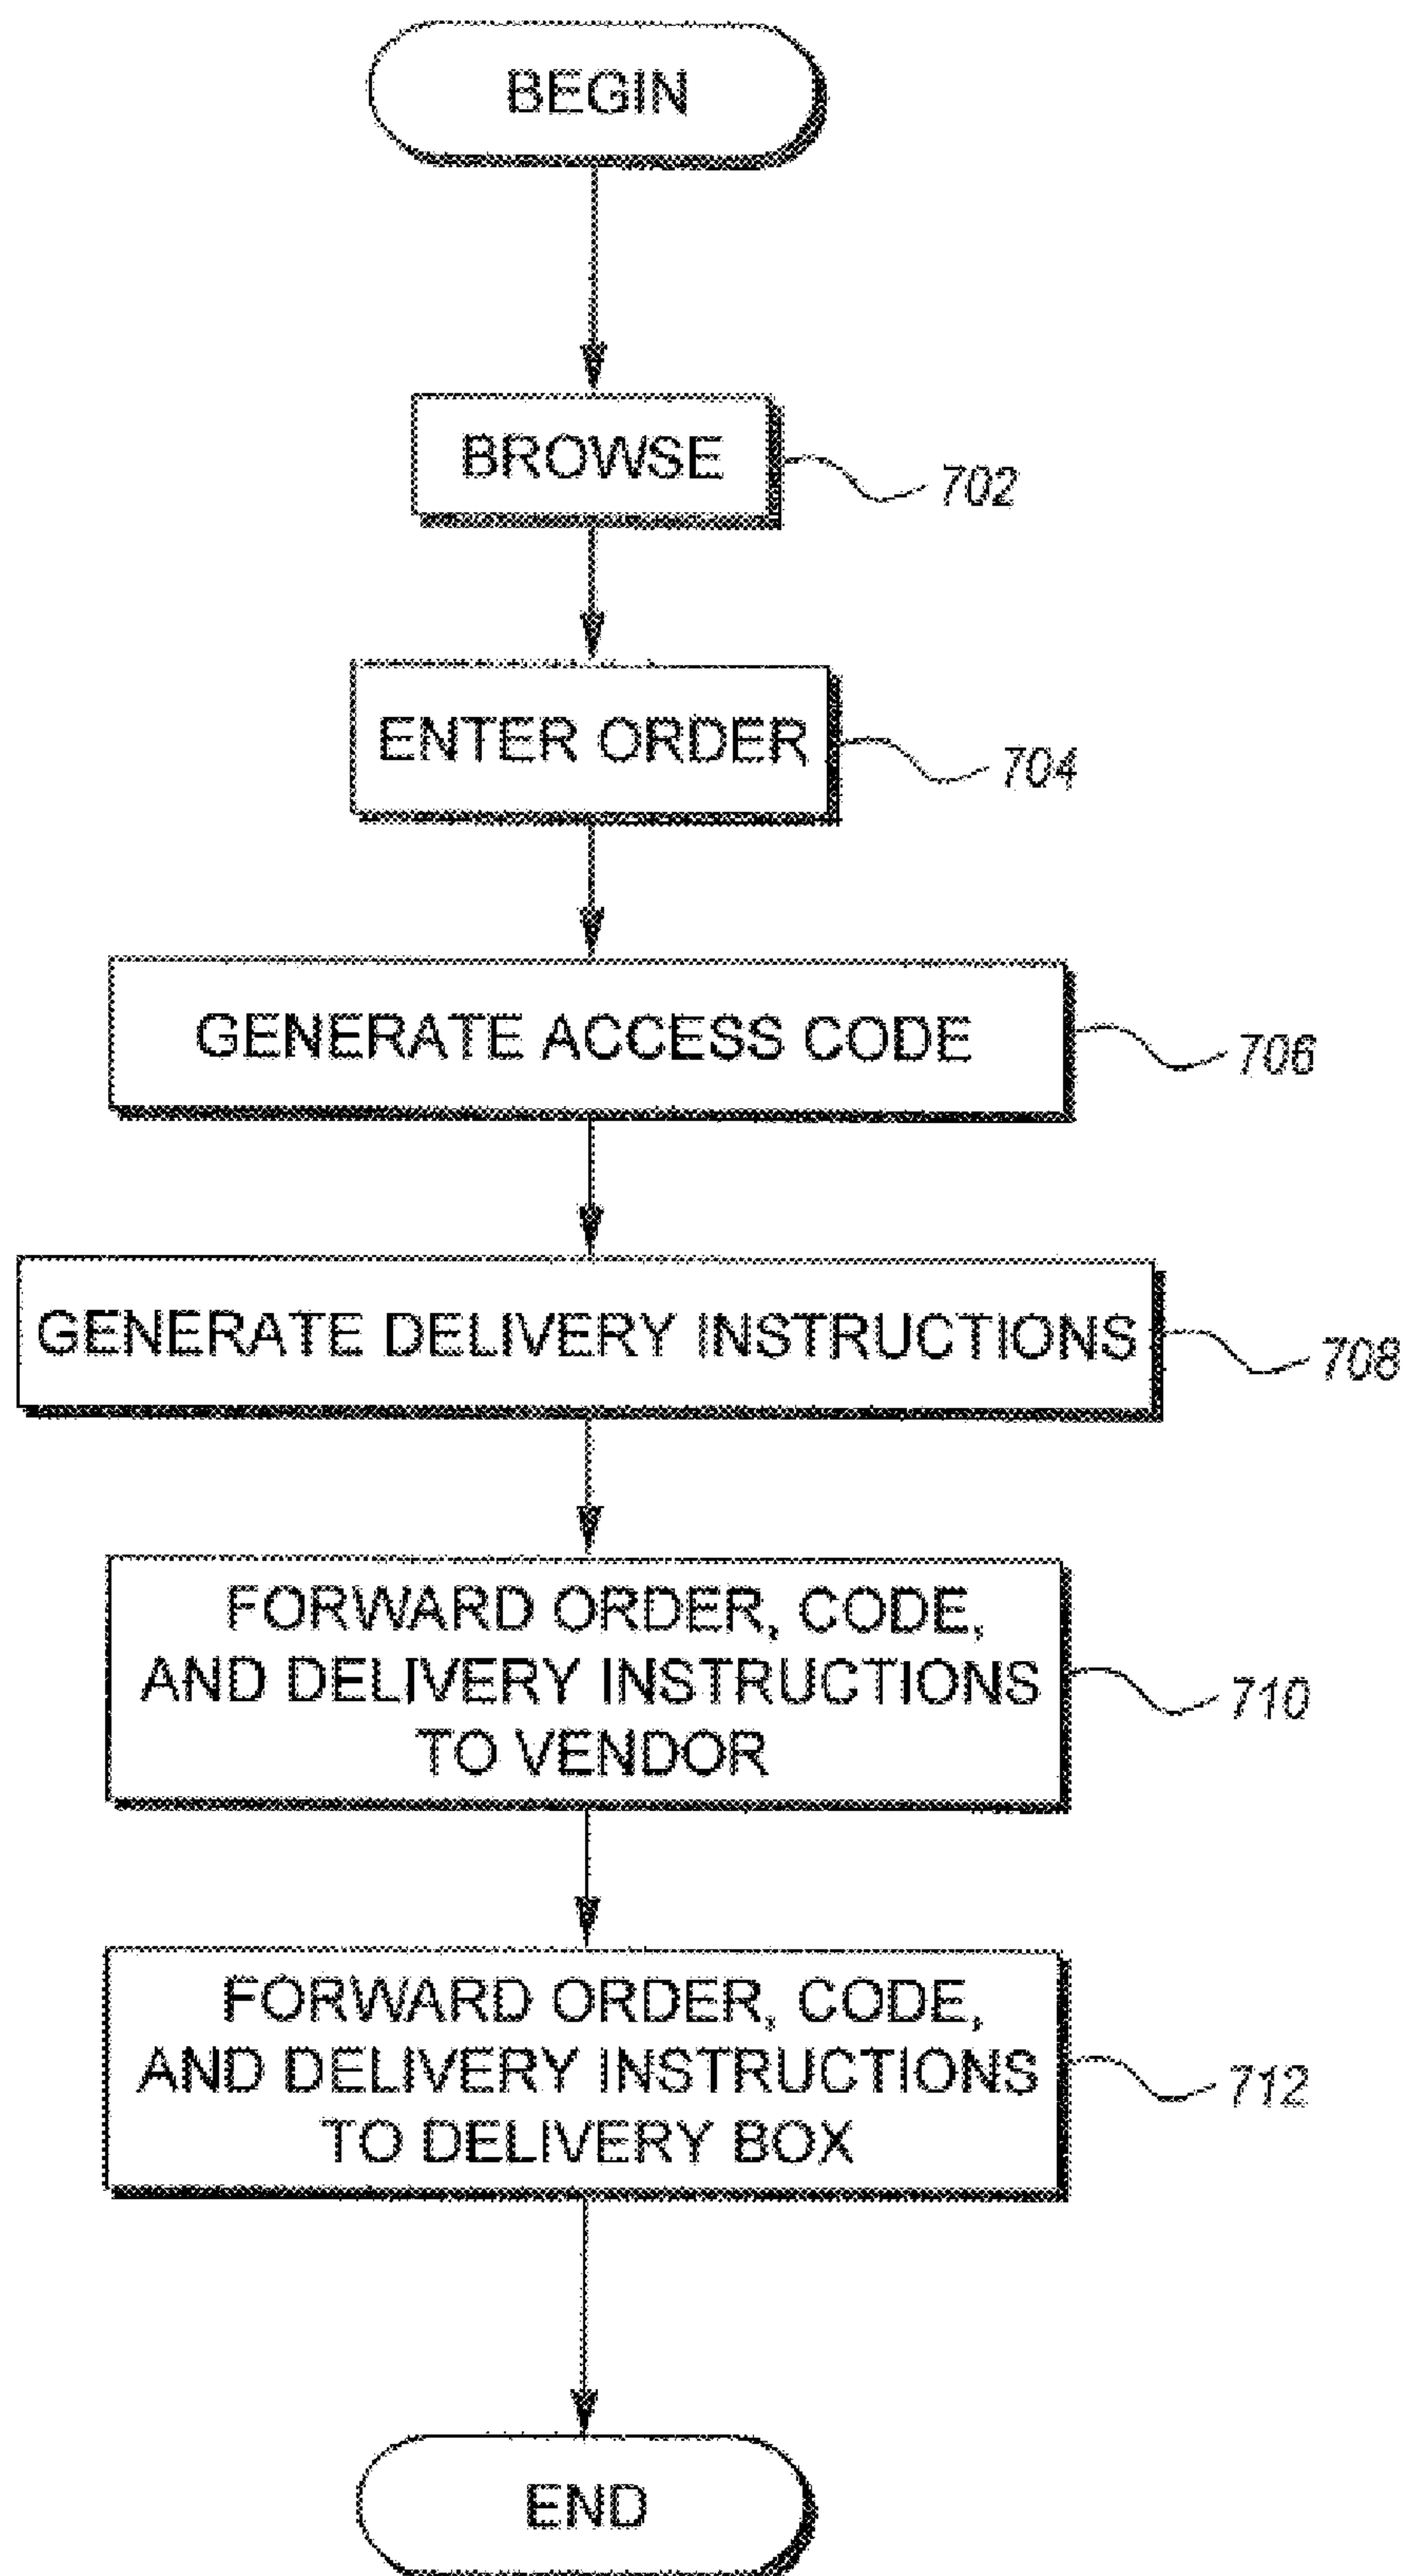 BEGIN
BROWSE
702
ENTER ORDER
704
GENERATE ACCESS CODE
706
GENERATE DELIVERY INSTRUCTIONS
708
FORWARD ORDER, CODE,
AND DELIVERY INSTRUCTIONS
TO VENDOR
710
FORWARD ORDER, CODE,
AND DELIVERY INSTRUCTIONS
TO DELIVERY BOX
712
END